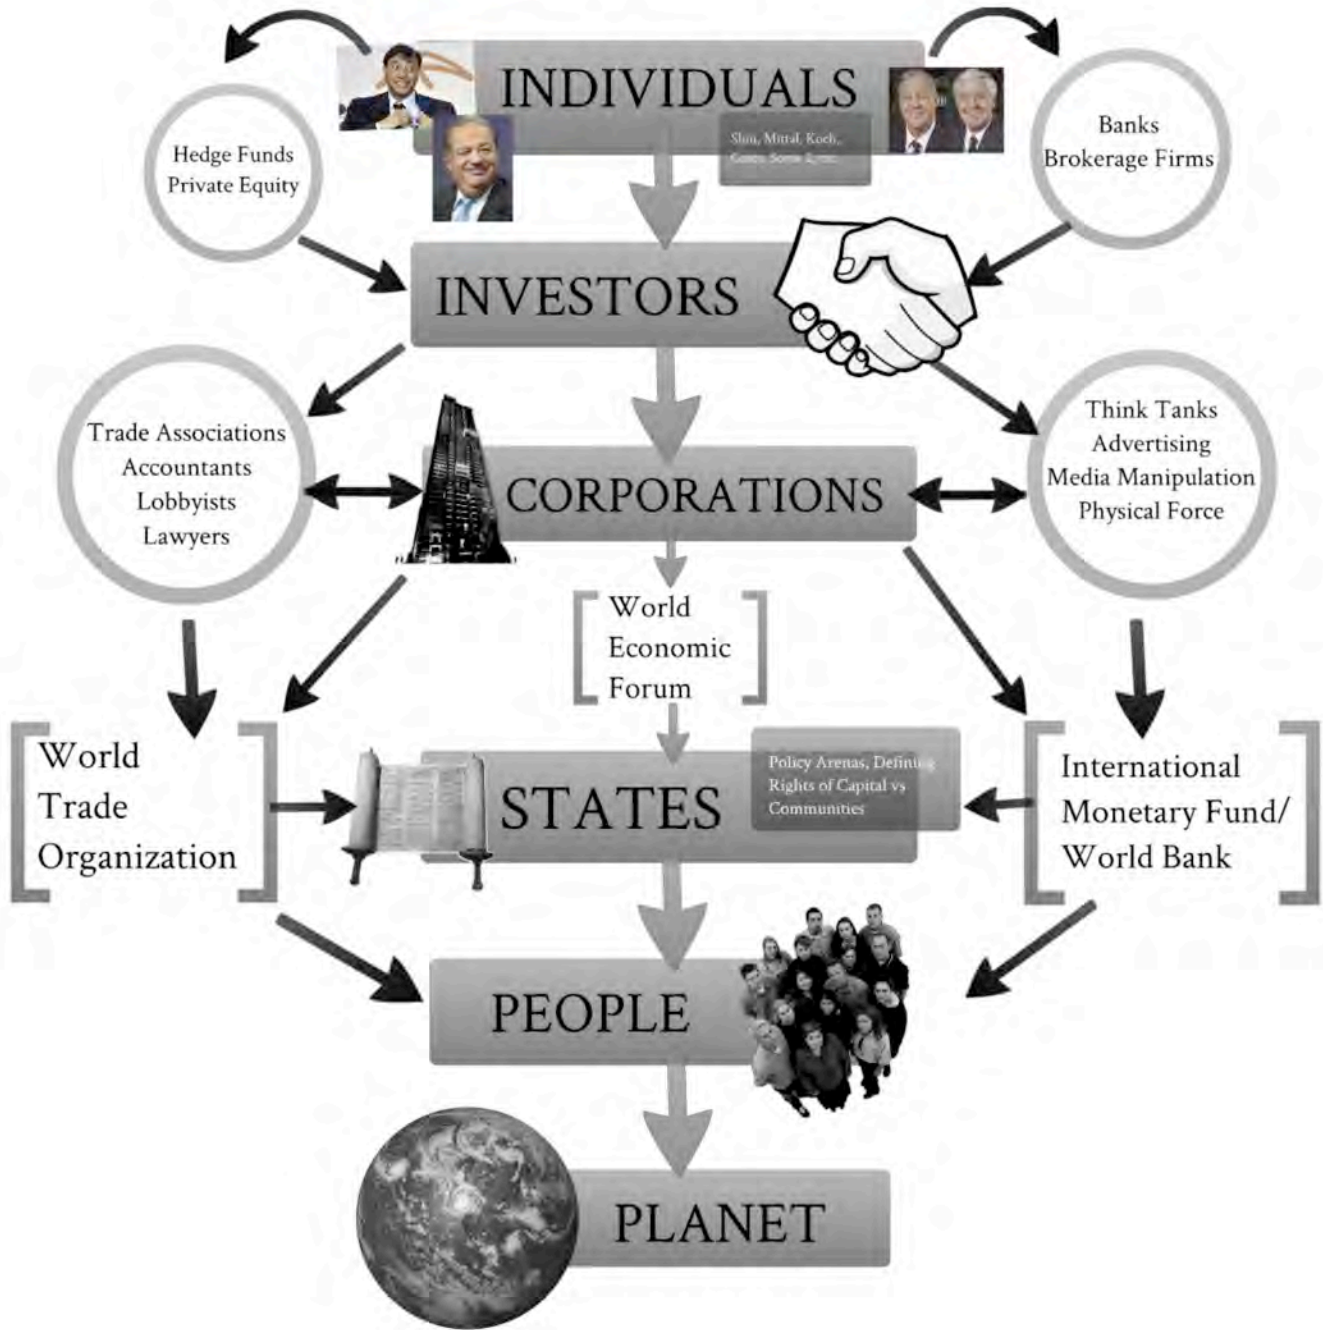 INDIVIDUALS
Hedge Funds
Private Equity
Slim, Mittal, Koch,
Banks
Brokerage Firms
INVESTORS
Trade Associations
Accountants
Lobbyists
Lawyers
CORPORATIONS
Think Tanks
Advertising
Media Manipulation
Physical Force
World
Economic
Forum
World
Trade
Organization
STATES
Policy Arenas, Defining
Rights of Capital vs
Communities
International
Monetary Fund/
World Bank
PEOPLE
PLANET